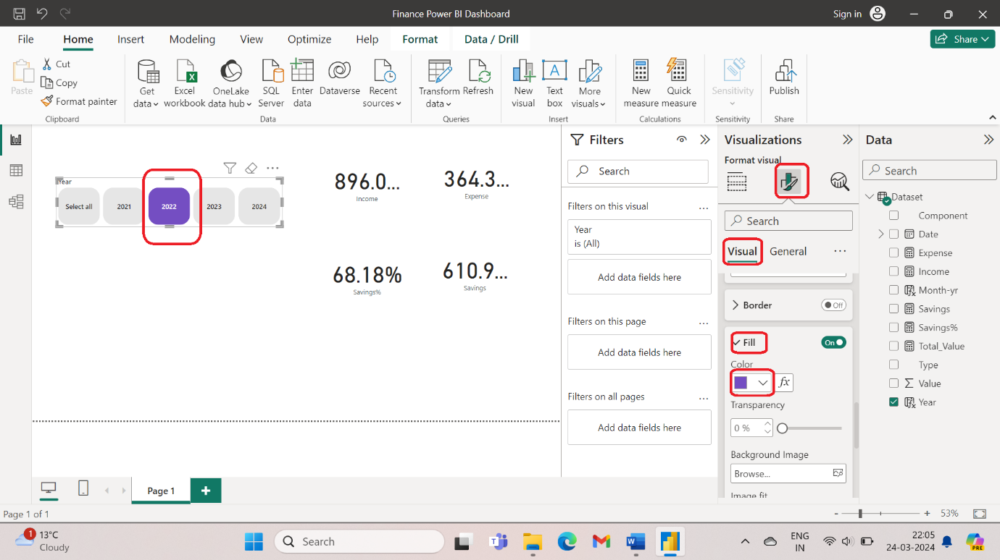 Finance Power BI Dashboard
Sign in
File Home Insert Modeling View Optimize Help Format Data / Drill
Share
Paste
Cut
Copy
Format painter
Clipboard
Get data
Excel workbook
OneLake data hub
SQL Server
Enter data
Dataverse
Recent sources
Data
Transform data
Refresh
Queries
New visual
Text box
More visuals
Insert
New measure
Quick measure
Calculations
Sensitivity
Sensitivity
Publish
Share
Year
Select all 2021 2022 2023 2024
896.0...
Income
364.3...
Expense
68.18%
Savings%
610.9...
Savings
Filters
Search
Filters on this visual ...
Year
is (All)
Add data fields here
Filters on this page ...
Add data fields here
Filters on all pages ...
Add data fields here
Visualizations
Format visual
Search
Visual General ...
Border Off
Fill On
Color
fx
Transparency
0 %
Background Image
Browse...
Image fit
Data
Search
Dataset
Component
Date
Expense
Income
Month-yr
Savings
Savings%
Total_Value
Type
Value
Year
Page 1 +
Page 1 of 1
- + 53%
1
13°C
Cloudy
Search
ENG
IN
22:05
24-03-2024
PRE